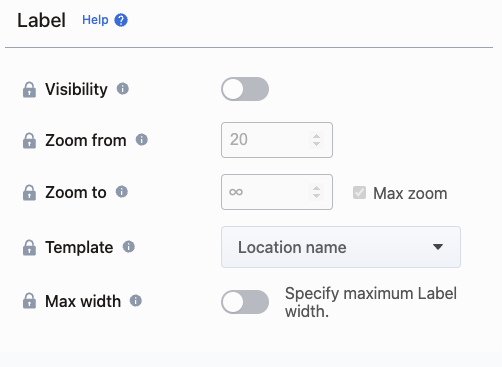 Label Help ?
Visibility i
Zoom from i 20
Zoom to i ∞ Max zoom
Template i Location name
Max width i Specify maximum Label
width.